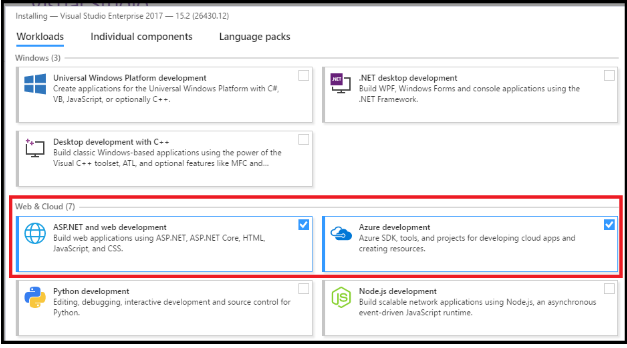 Installing — Visual Studio Enterprise 2017 — 15.2 (26430.12)
Workloads Individual components Language packs
Windows (3)
Universal Windows Platform development
Create applications for the Universal Windows Platform with C#,
VB, JavaScript, or optionally C++.
.NET desktop development
Build WPF, Windows Forms and console applications using the
.NET Framework.
Desktop development with C++
Build classic Windows-based applications using the power of the
Visual C++ toolset, ATL, and optional features like MFC and...
Web & Cloud (7)
ASP.NET and web development
Build web applications using ASP.NET, ASP.NET Core, HTML,
JavaScript, and CSS.
Azure development
Azure SDK, tools, and projects for developing cloud apps and
creating resources.
Python development
Editing, debugging, interactive development and source control for
Python.
Node.js development
Build scalable network applications using Node.js, an asynchronous
event-driven JavaScript runtime.